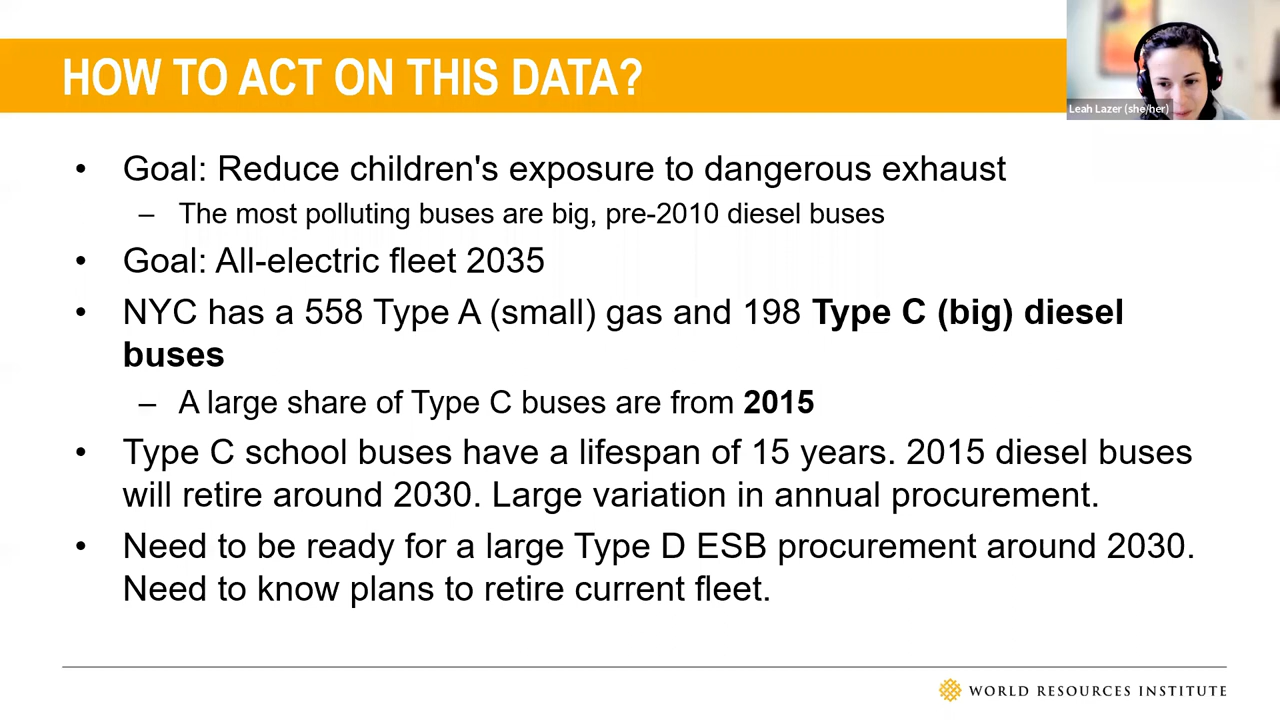 HOW TO ACT ON THIS DATA?
Leah Lazer (she/her)
• Goal: Reduce children's exposure to dangerous exhaust
– The most polluting buses are big, pre-2010 diesel buses
• Goal: All-electric fleet 2035
• NYC has a 558 Type A (small) gas and 198 Type C (big) diesel
buses
– A large share of Type C buses are from 2015
• Type C school buses have a lifespan of 15 years. 2015 diesel buses
will retire around 2030. Large variation in annual procurement.
• Need to be ready for a large Type D ESB procurement around 2030.
Need to know plans to retire current fleet.
WORLD RESOURCES INSTITUTE